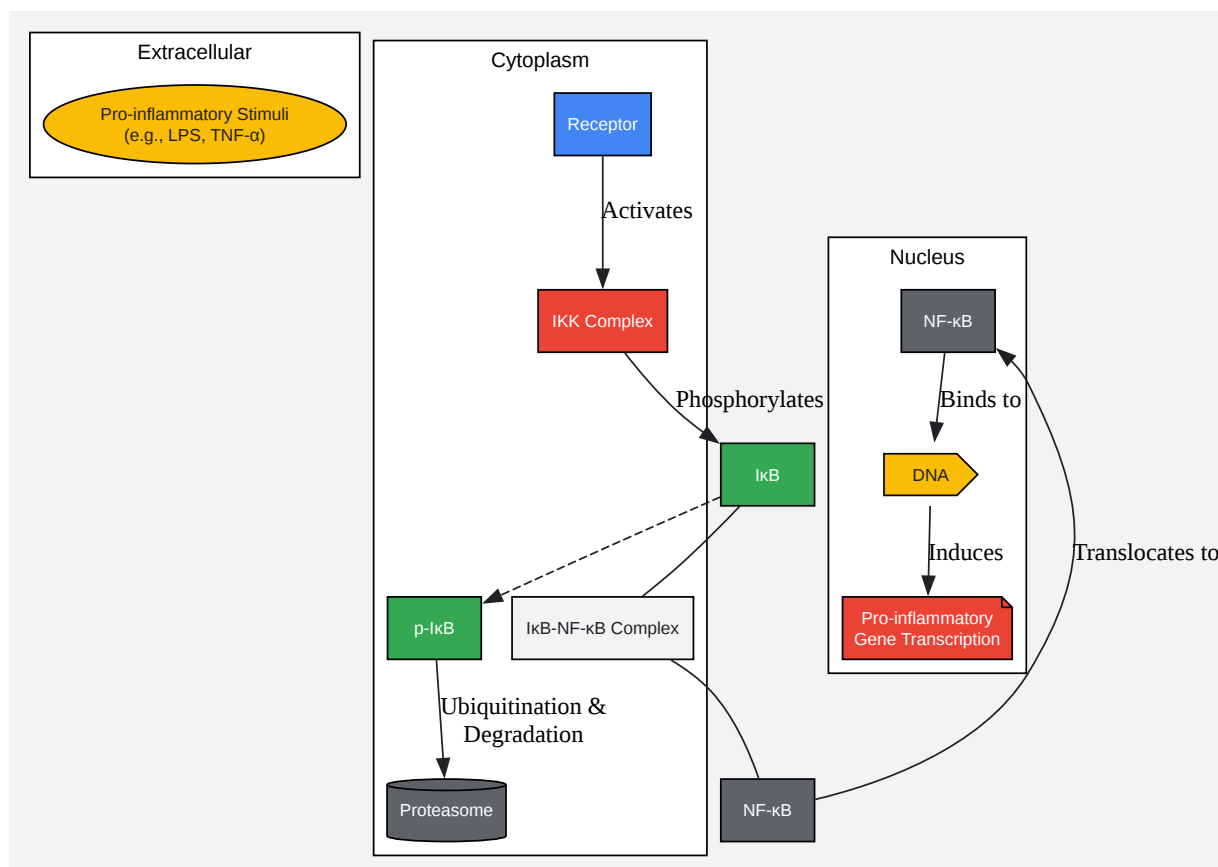 Extracellular
Pro-inflammatory Stimuli
(e.g., LPS, TNF-α)
Cytoplasm
Receptor
Activates
IKK Complex
Phosphorylates
IκB
p-IκB
IκB-NF-κB Complex
Ubiquitination &
Degradation
Proteasome
NF-κB
Nucleus
NF-κB
Binds to
DNA
Induces
Pro-inflammatory
Gene Transcription
Translocates to